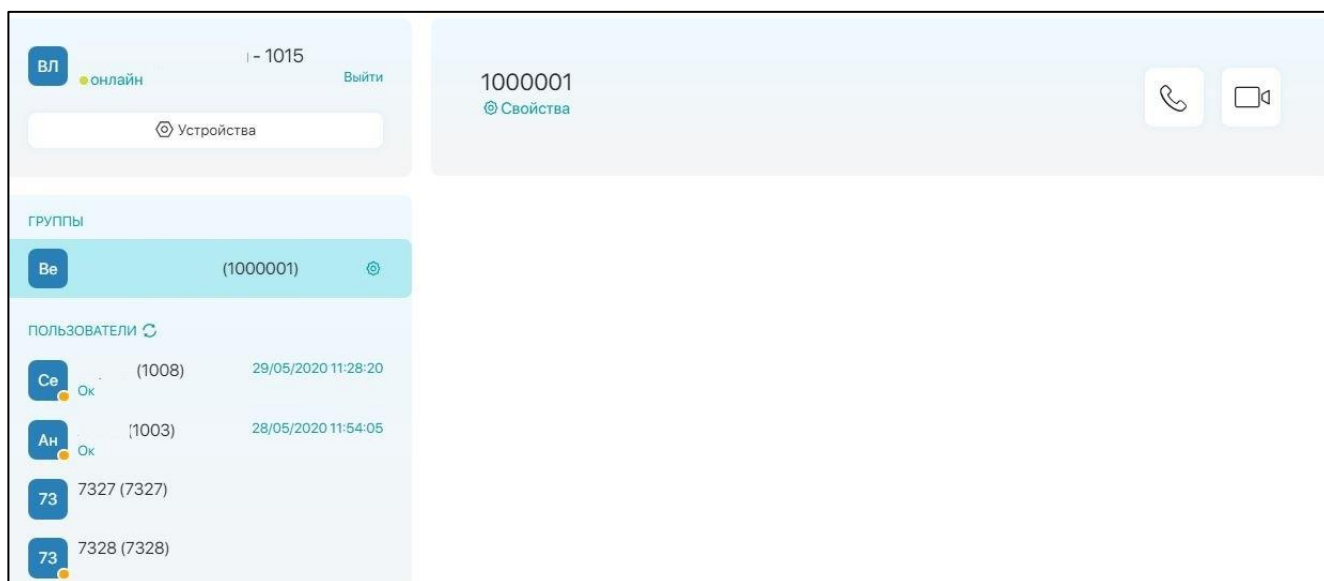 ВЛ
- 1015
онлайн
Выйти
Устройства
1000001
Свойства
ГРУППЫ
Ве
(1000001)
ПОЛЬЗОВАТЕЛИ
Се
(1008)
29/05/2020 11:28:20
Ок
Ан
(1003)
28/05/2020 11:54:05
Ок
73
7327 (7327)
73
7328 (7328)